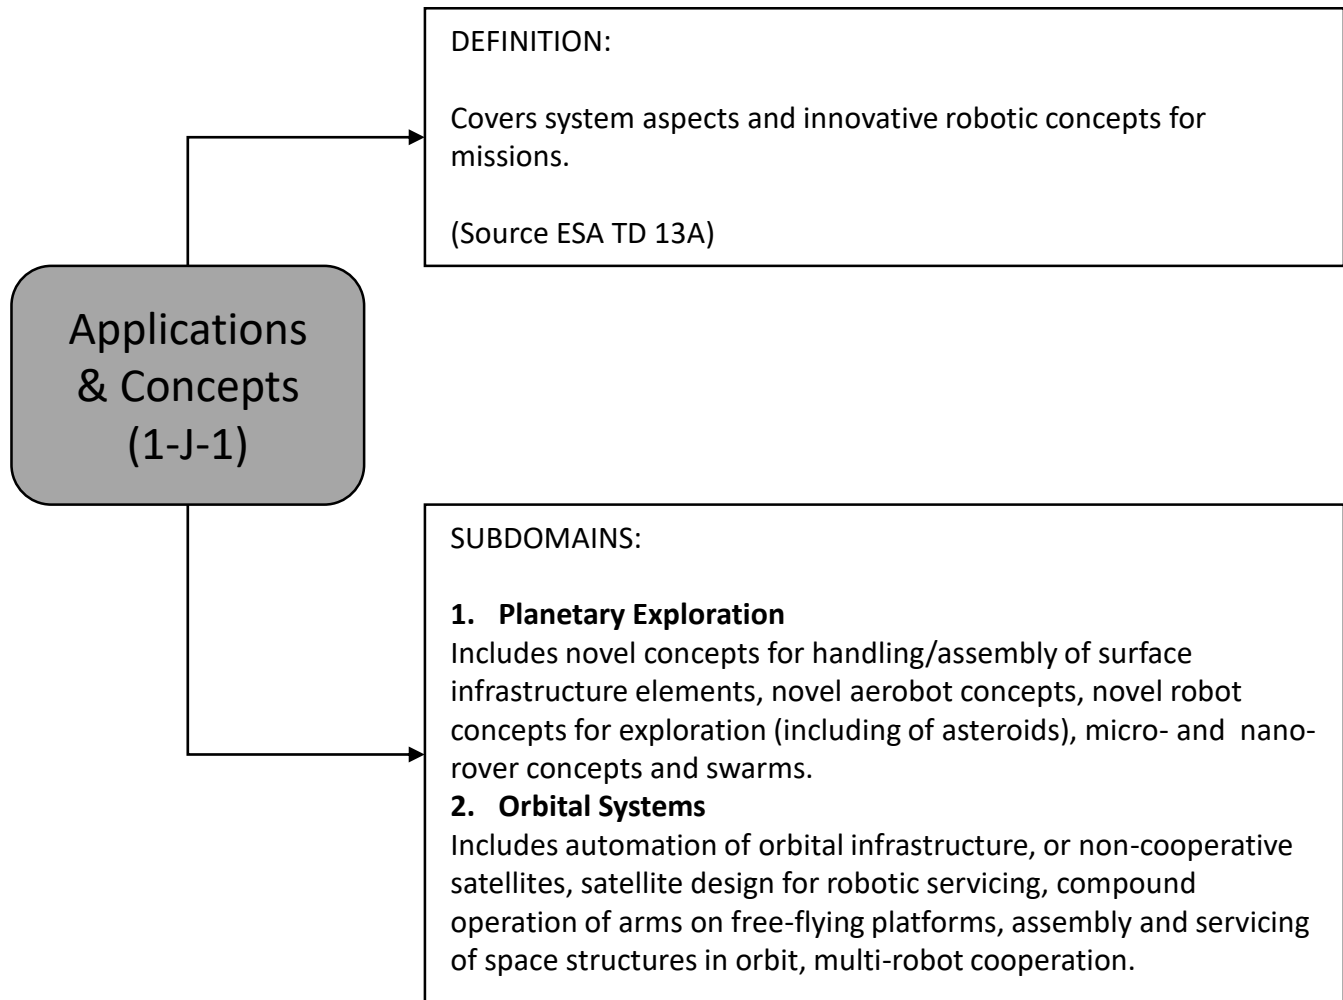 DEFINITION:
Covers system aspects and innovative robotic concepts for
missions.
(Source ESA TD 13A)
Applications
& Concepts
(1-J-1)
SUBDOMAINS:
1. Planetary Exploration
Includes novel concepts for handling/assembly of surface
infrastructure elements, novel aerobot concepts, novel robot
concepts for exploration (including of asteroids), micro- and  nano-
rover concepts and swarms.
2. Orbital Systems
Includes automation of orbital infrastructure, or non-cooperative
satellites, satellite design for robotic servicing, compound
operation of arms on free-flying platforms, assembly and servicing
of space structures in orbit, multi-robot cooperation.